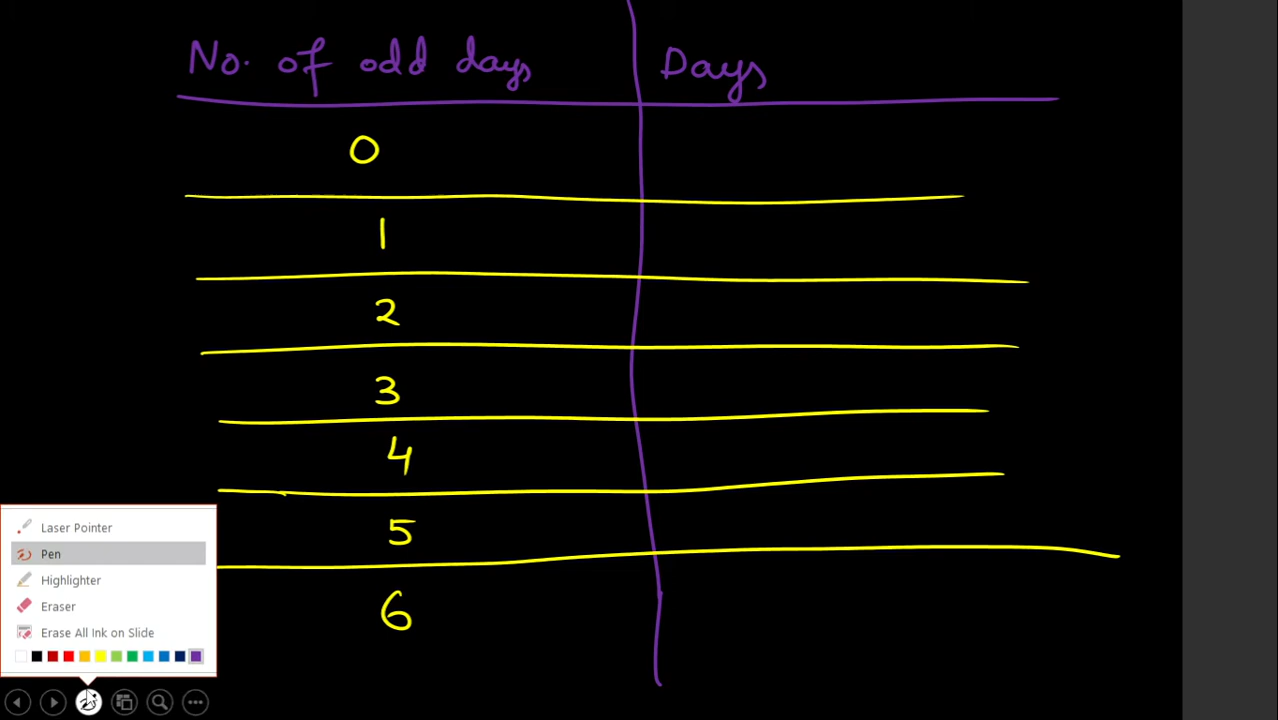 No. of odd days Days
0
1
2
3
4
5
6
Laser Pointer
Pen
Highlighter
Eraser
Erase All Ink on Slide